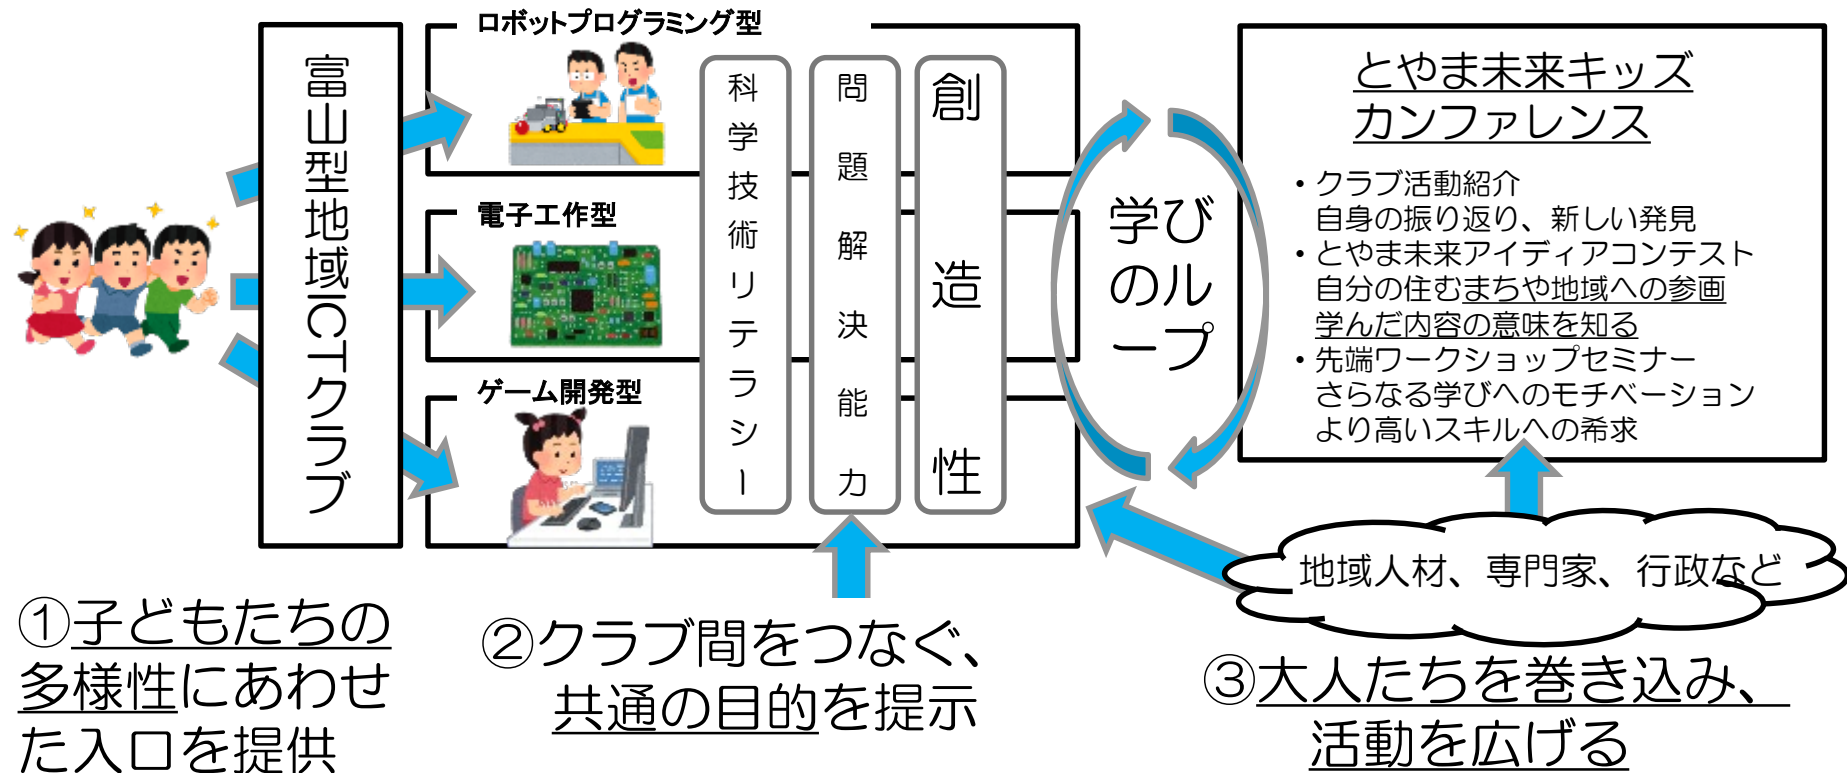 富山型地域ICTクラブ
ロボットプログラミング型
電子工作型
ゲーム開発型
科学技術リテラシー
問題解決能力
創造性
学び
のル
ープ
とやま未来キッズ
カンファレンス
・クラブ活動紹介
自身の振り返り、新しい発見
・とやま未来アイディアコンテスト
自分の住むまちや地域への参画
学んだ内容の意味を知る
・先端ワークショップセミナー
さらなる学びへのモチベーション
より高いスキルへの希求
地域人材、専門家、行政など
①子どもたちの
多様性にあわせ
た入口を提供
②クラブ間をつなぐ、
共通の目的を提示
③大人たちを巻き込み、
活動を広げる